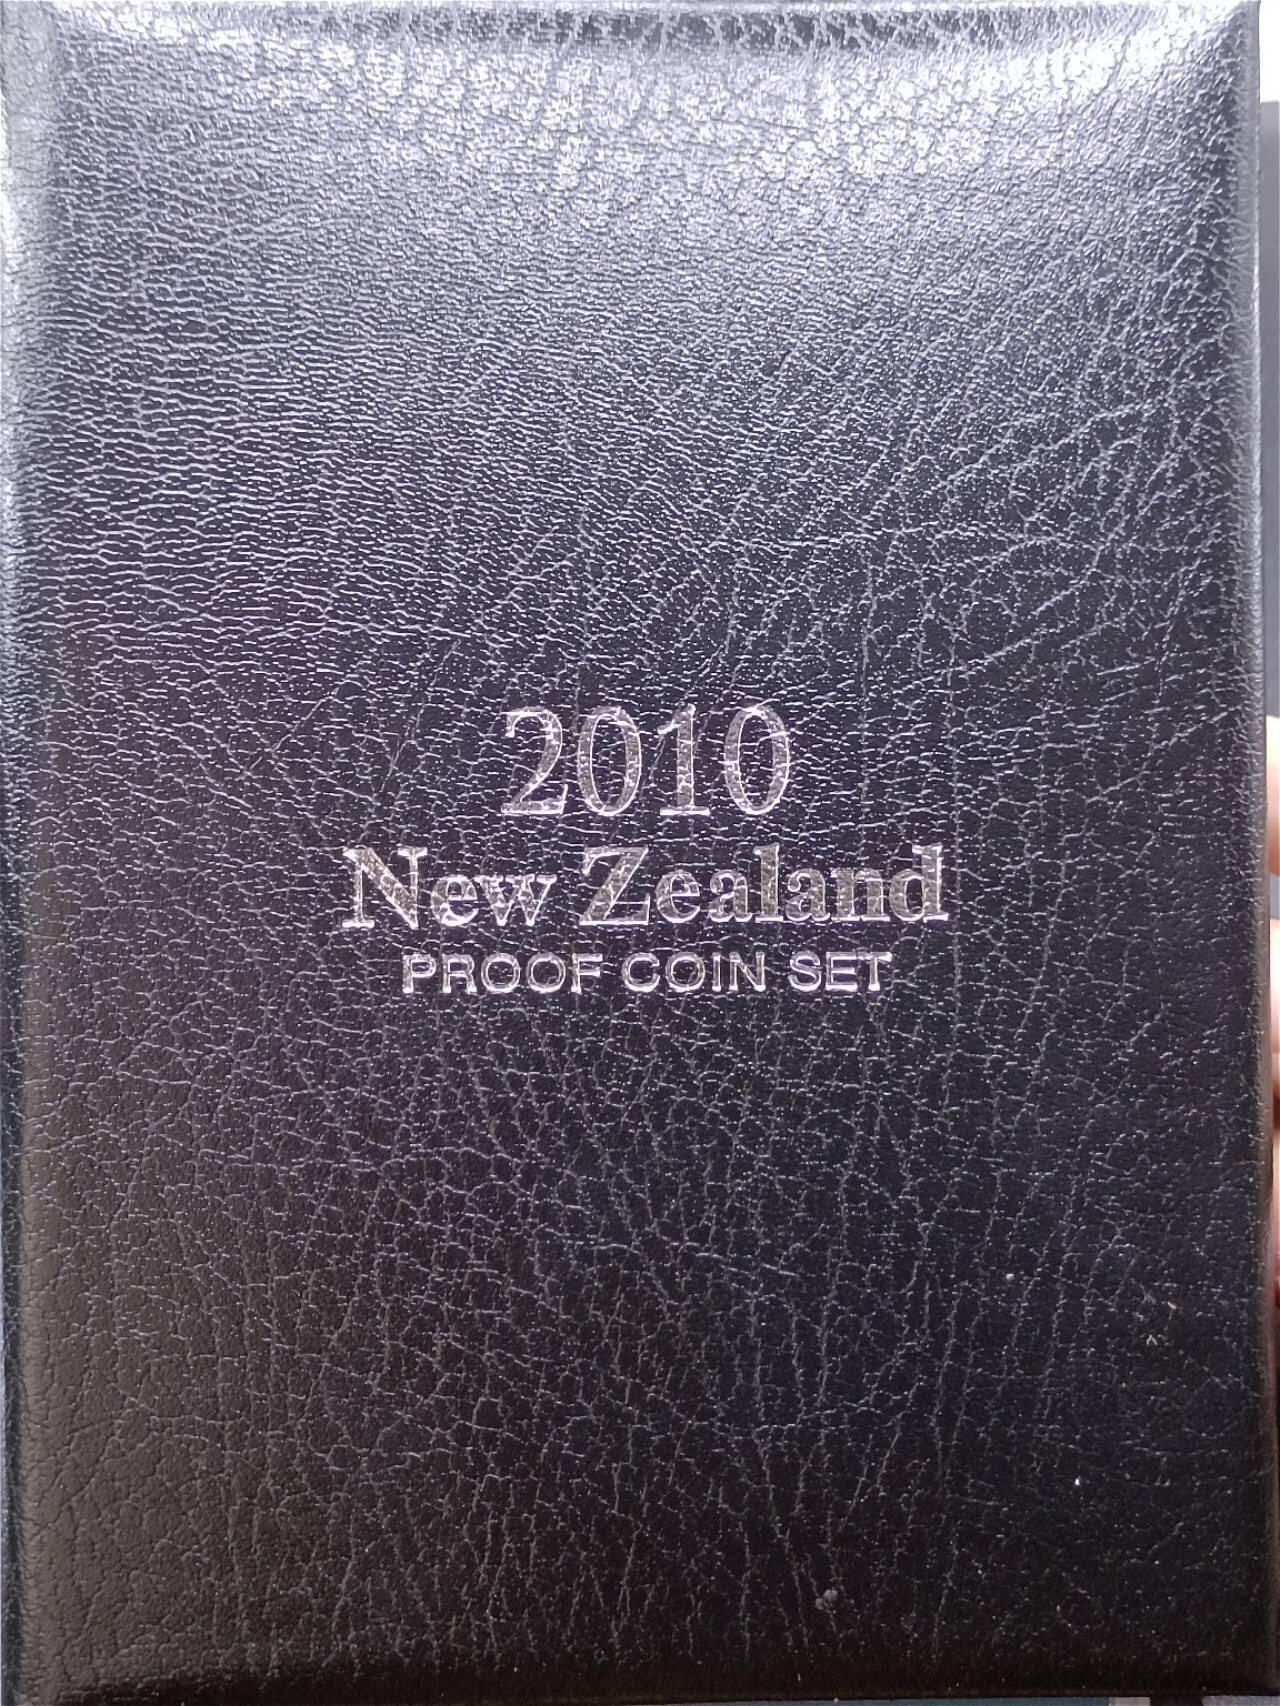 2010
New Zealand
PROOF COIN SET